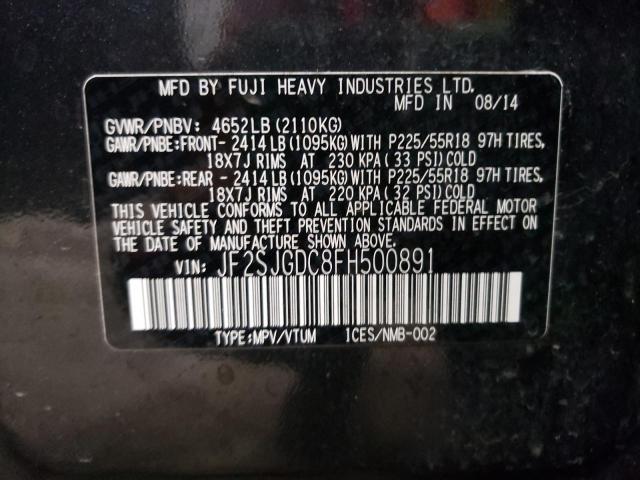 MFD BY FUJI HEAVY INDUSTRIES LTD.
MFD IN 08/14
GVWR/PNBV: 4652LB(2110KG)
GAWR/PNBE:FRONT- 2414LB(1095KG)WITH P225/55R18 97H TIRES,
18X7J RIMS AT 230 KPA(33 PSI)COLD
GAWR/PNBE:REAR - 2414LB(1095KG)WITH P225/55R18 97H TIRES,
18X7J RIMS AT 220 KPA(32 PSI)COLD
THIS VEHICLE CONFORMS TO ALL APPLICABLE FEDERAL MOTOR
VEHICLE SAFETY AND THEFT PREVENTION STANDARDS IN EFFECT ON
THE DATE OF MANUFACTURE SHOWN ABOVE.
VIN: JF2SJGDC8FH500891
TYPE:MPV/VTUM ICES/NMB-002